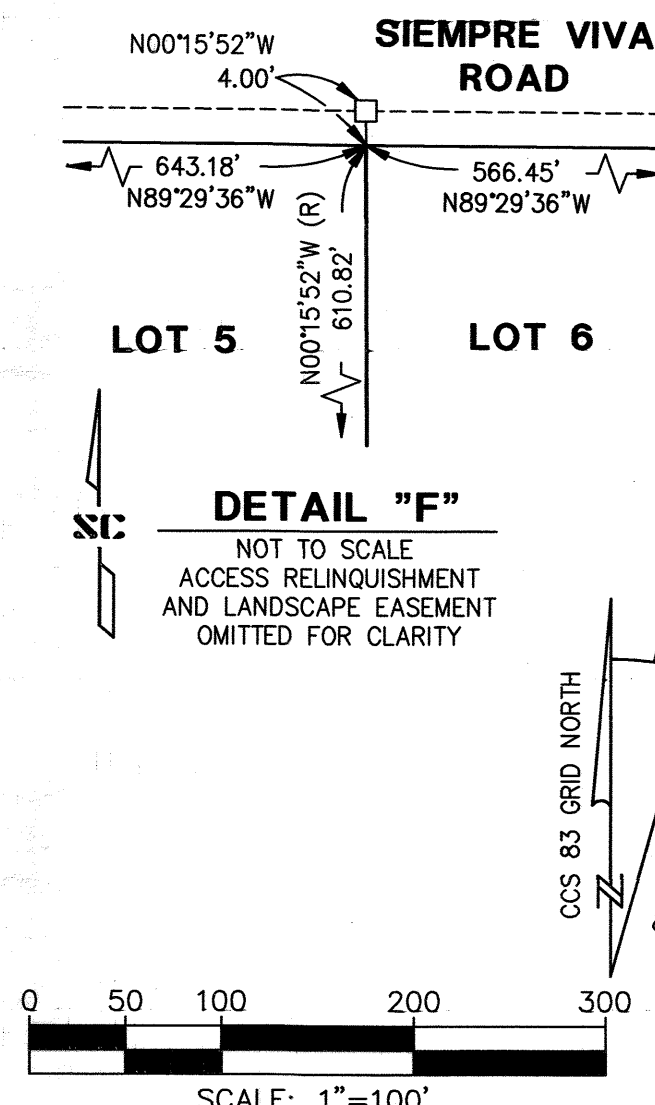 N00°15'52"W
4.00'
SIEMPRE VIVA
ROAD
643.18'
N89°29'36"W
566.45'
N89°29'36"W
N00°15'52"W (R)
610.82'
LOT 5
LOT 6
SC
DETAIL "F"
NOT TO SCALE
ACCESS RELINQUISHMENT
AND LANDSCAPE EASEMENT
OMITTED FOR CLARITY
CCS 83 GRID NORTH
0 50 100 200 300
SCALE: 1"=100'